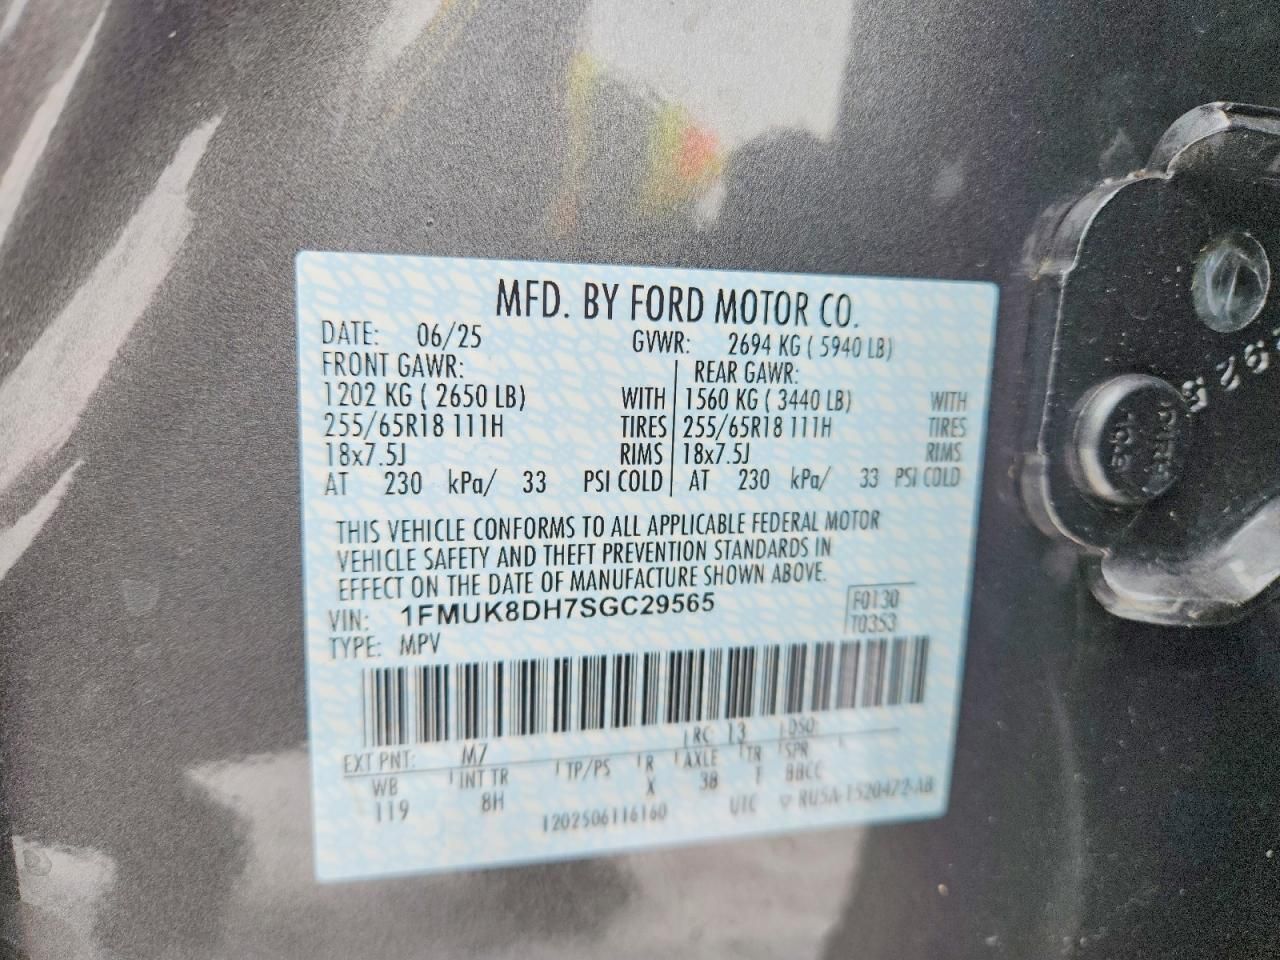 MFD. BY FORD MOTOR CO.
DATE: 06/25 GVWR: 2694 KG ( 5940 LB)
FRONT GAWR: REAR GAWR:
1202 KG ( 2650 LB) WITH 1560 KG ( 3440 LB) WITH
255/65R18 111H TIRES 255/65R18 111H TIRES
18x7.5J RIMS 18x7.5J RIMS
AT 230 kPa/ 33 PSI COLD AT 230 kPa/ 33 PSI COLD
THIS VEHICLE CONFORMS TO ALL APPLICABLE FEDERAL MOTOR
VEHICLE SAFETY AND THEFT PREVENTION STANDARDS IN
EFFECT ON THE DATE OF MANUFACTURE SHOWN ABOVE.
VIN: 1FMUK8DH7SGC29565 F0130
TYPE: MPV T0353
EXT PNT: M7 RC 13 DSO:
WB INT TR TP/PS R AXLE TR SPR
119 8H X 38 T BBCC
1202506116160 UTC RU5A-1520472-AB